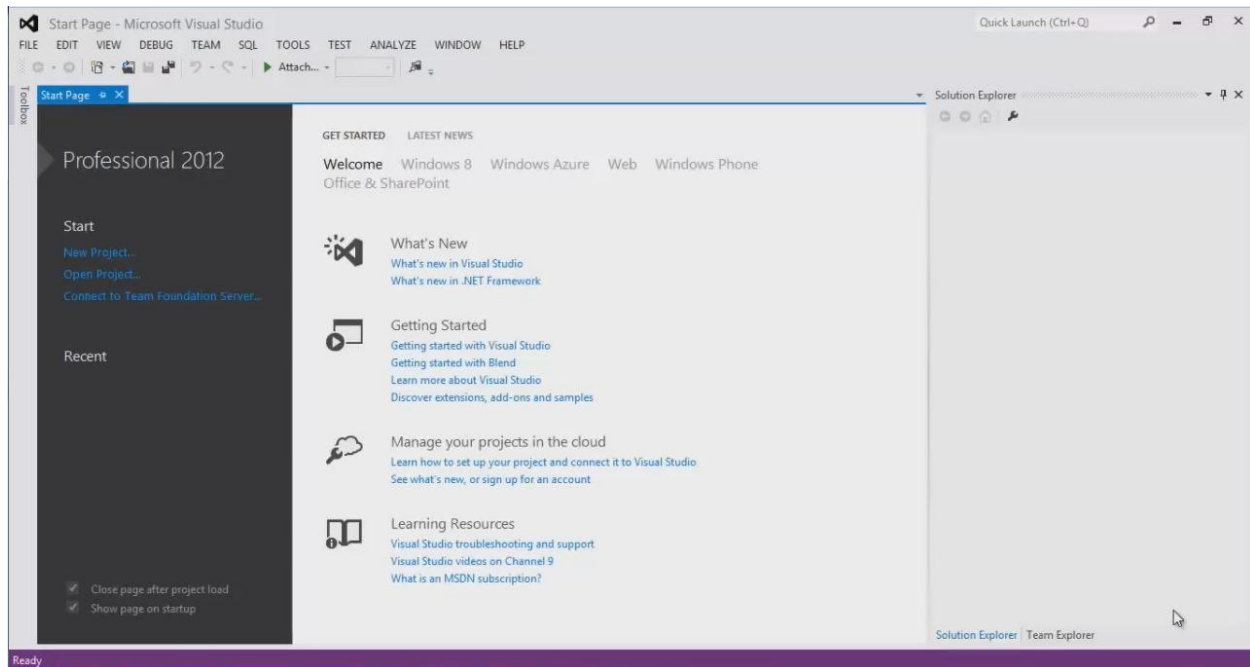 Start Page - Microsoft Visual Studio
Quick Launch (Ctrl+Q)
FILE EDIT VIEW DEBUG TEAM SQL TOOLS TEST ANALYZE WINDOW HELP
Attach...
Toolbox
Start Page
Solution Explorer
Professional 2012
Start
New Project...
Open Project...
Connect to Team Foundation Server...
Recent
Close page after project load
Show page on startup
GET STARTED LATEST NEWS
Welcome Windows 8 Windows Azure Web Windows Phone
Office & SharePoint
What's New
What's new in Visual Studio
What's new in .NET Framework
Getting Started
Getting started with Visual Studio
Getting started with Blend
Learn more about Visual Studio
Discover extensions, add-ons and samples
Manage your projects in the cloud
Learn how to set up your project and connect it to Visual Studio
See what's new, or sign up for an account
Learning Resources
Visual Studio troubleshooting and support
Visual Studio videos on Channel 9
What is an MSDN subscription?
Solution Explorer Team Explorer
Ready